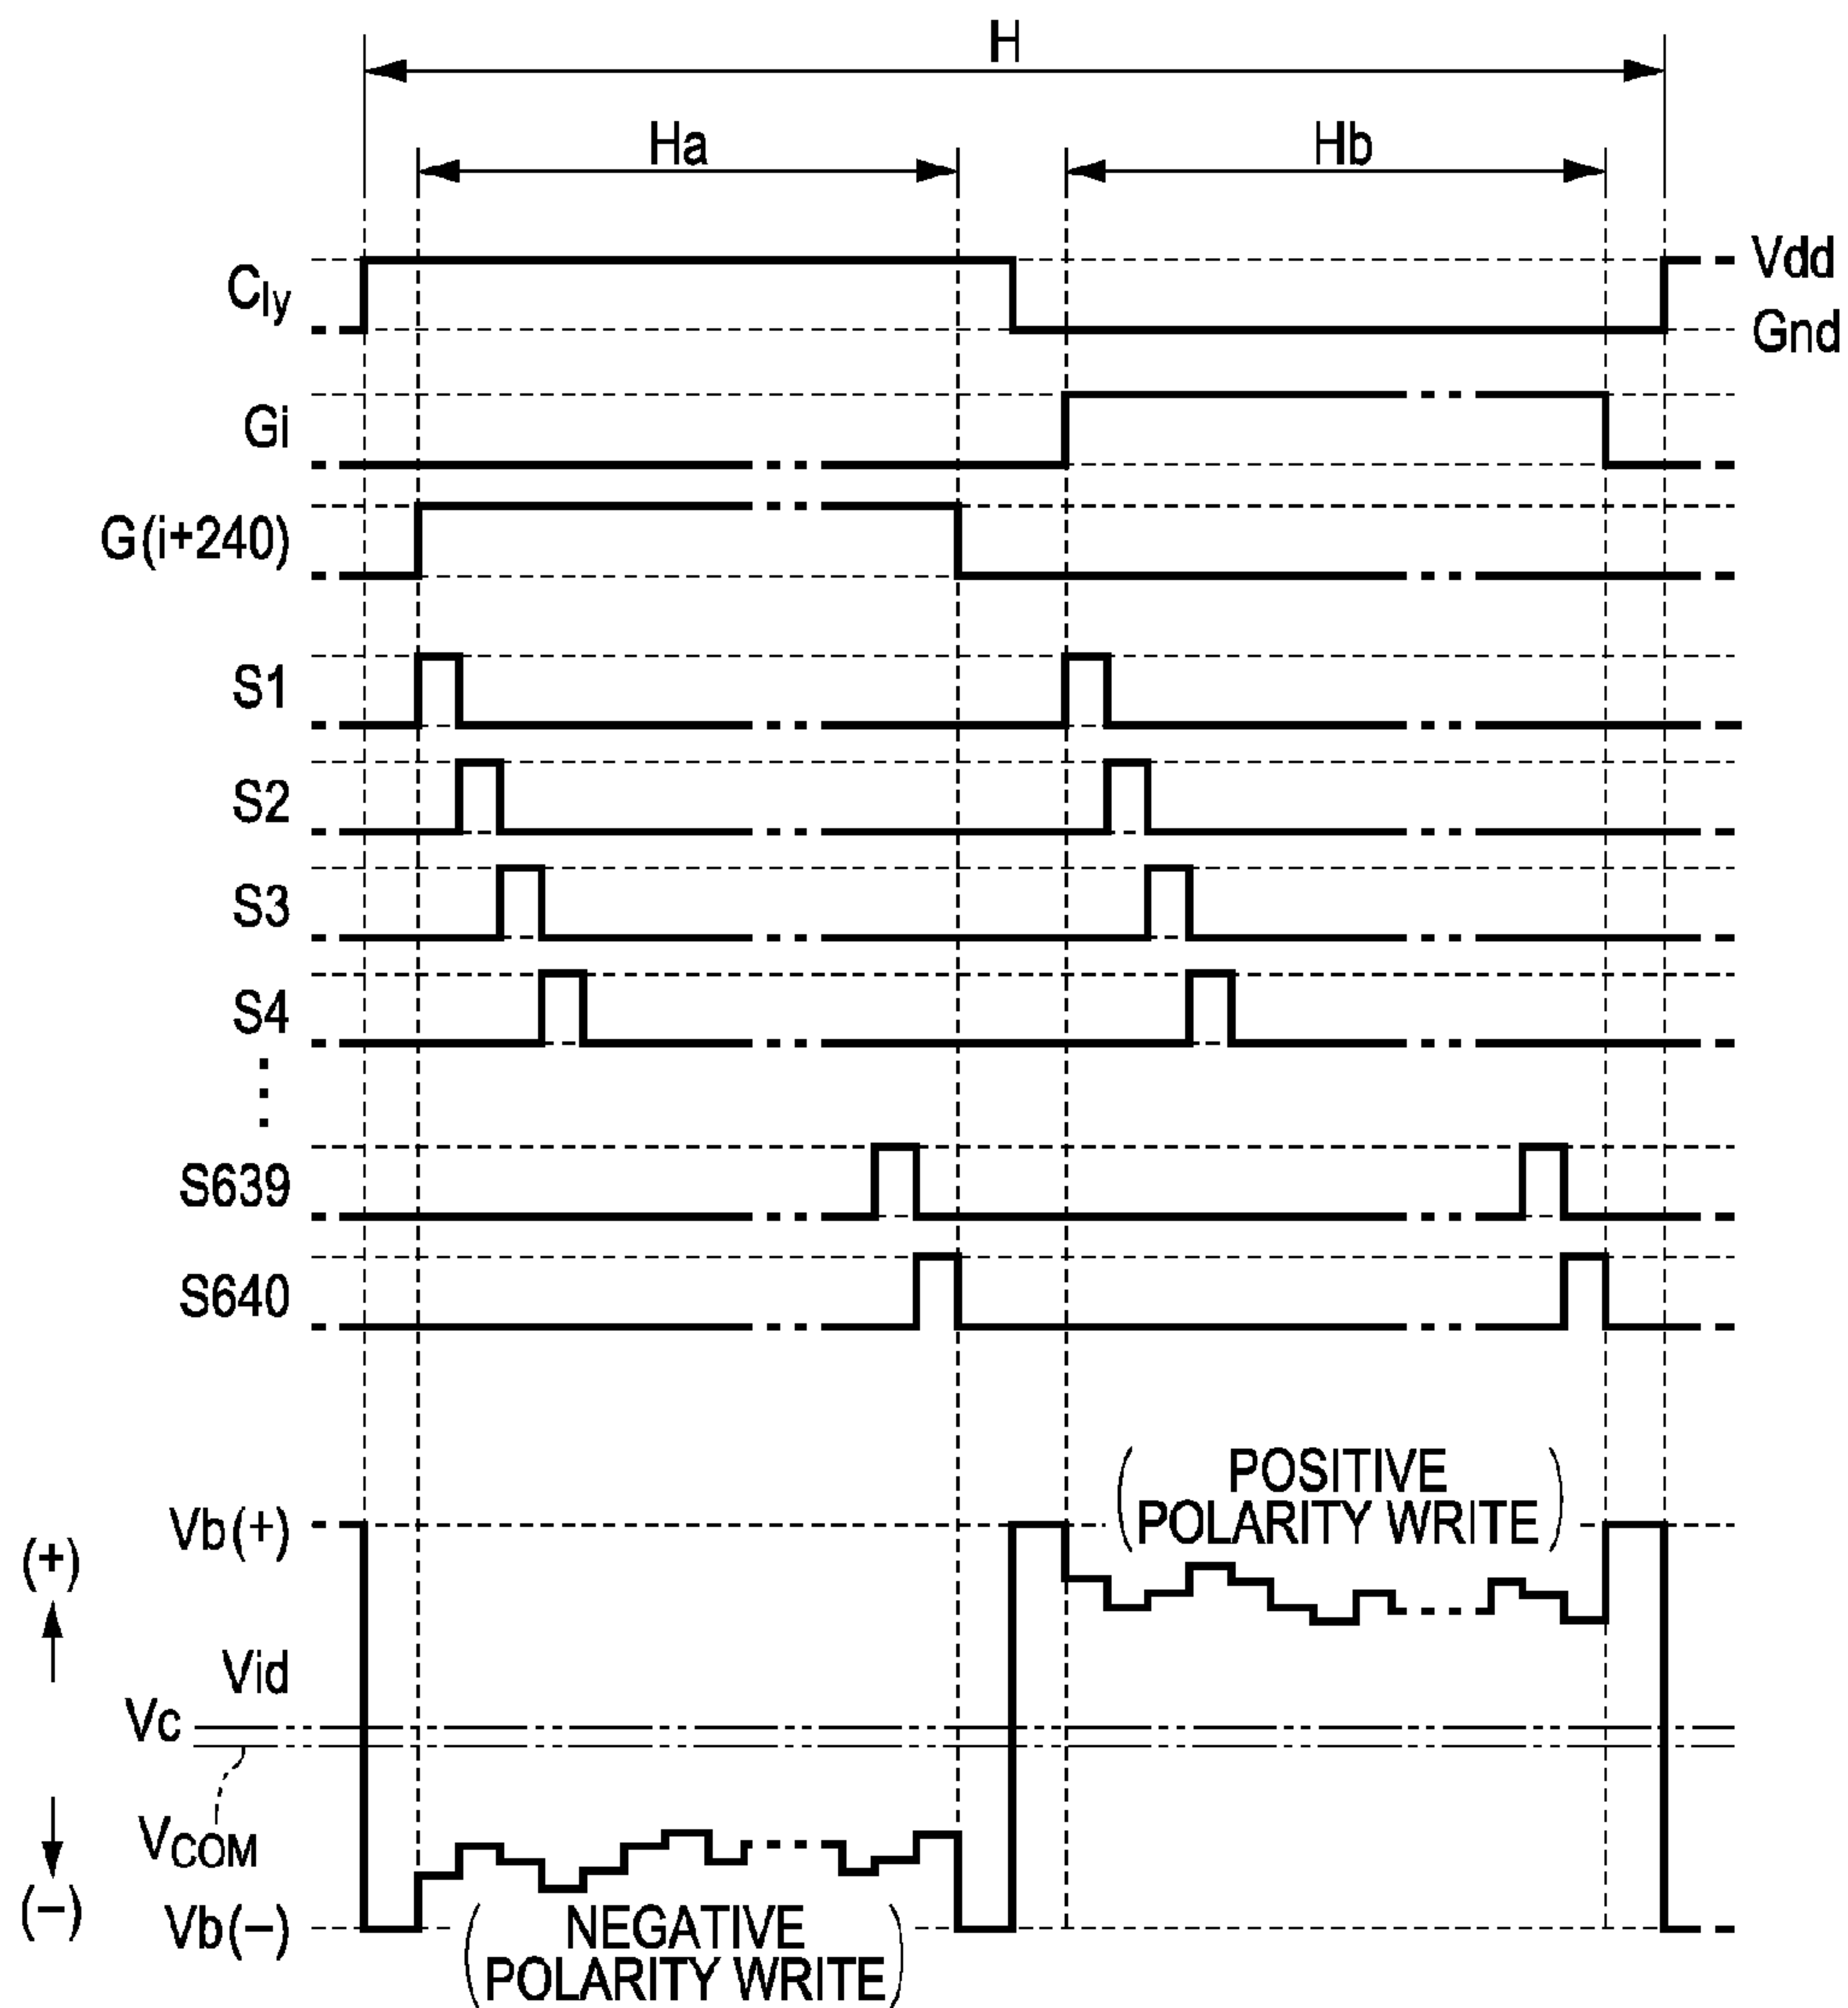 H
Ha
Hb
Cly
Vdd
Gnd
Gi
G(i+240)
S1
S2
S3
S4
S639
S640
(POSITIVE
POLARITY WRITE)
Vb(+)
(+)
Vid
Vc
VCOM
(−)
Vb(−)
(NEGATIVE
POLARITY WRITE)